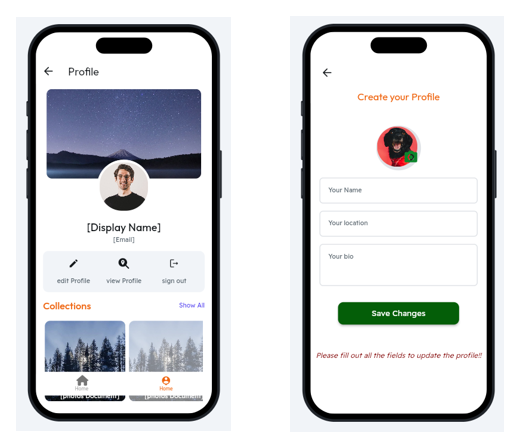 Profile
[Display Name]
[Email]
edit Profile
view Profile
sign out
Collections
Show All
Home
Home
[photos Document]
[photos Document]
Create your Profile
Your Name
Your location
Your bio
Save Changes
Please fill out all the fields to update the profile!!